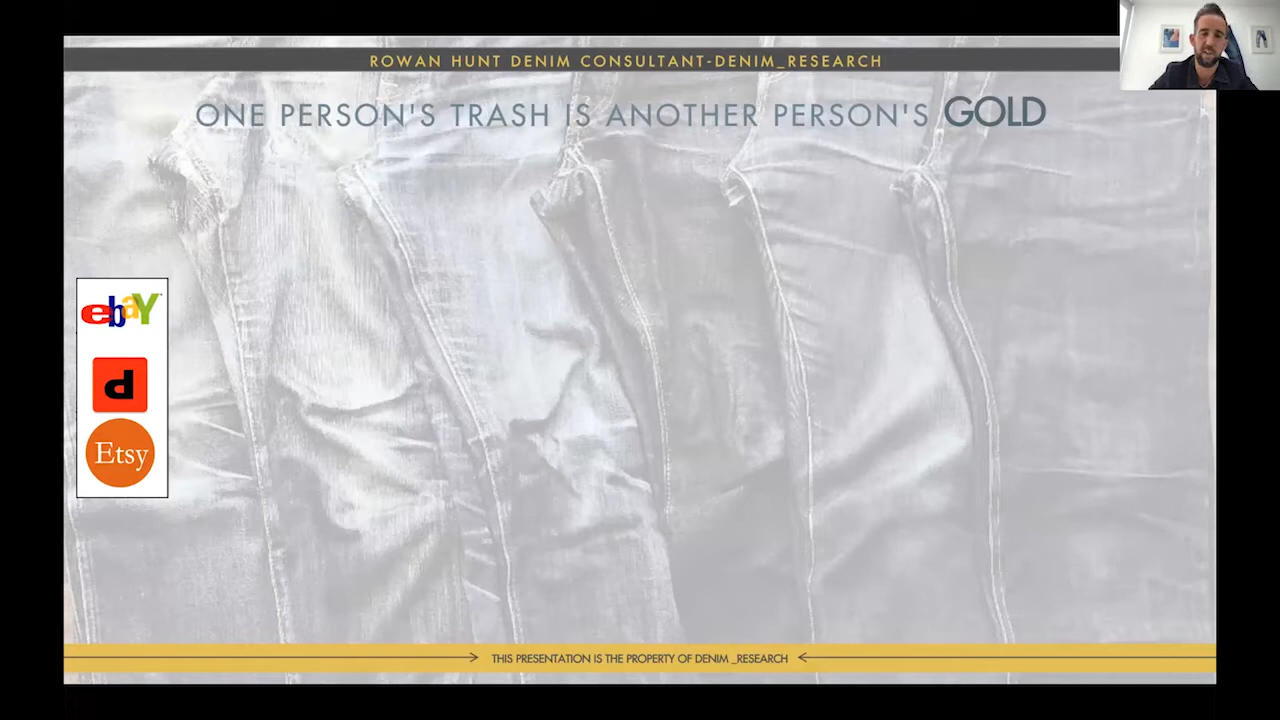 ROWAN HUNT DENIM CONSULTANT-DENIM_RESEARCH
ONE PERSON'S TRASH IS ANOTHER PERSON'S GOLD
ebaY
d
Etsy
THIS PRESENTATION IS THE PROPERTY OF DENIM _RESEARCH